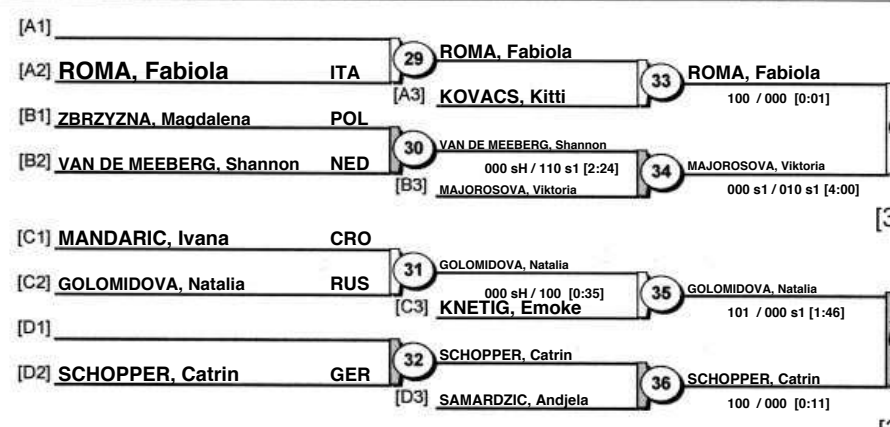 [A1]
[A2] ROMA, Fabiola ITA
29
ROMA, Fabiola
[A3] KOVACS, Kitti
33
ROMA, Fabiola
100 / 000 [0:01]
[B1] ZBRZYZNA, Magdalena POL
[B2] VAN DE MEEBERG, Shannon NED
30
VAN DE MEEBERG, Shannon
000 sH / 110 s1 [2:24]
[B3] MAJOROSOVA, Viktoria
34
MAJOROSOVA, Viktoria
000 s1 / 010 s1 [4:00]
[C1] MANDARIC, Ivana CRO
[C2] GOLOMIDOVA, Natalia RUS
31
GOLOMIDOVA, Natalia
000 sH / 100 [0:35]
[C3] KNETIG, Emoke
35
GOLOMIDOVA, Natalia
101 / 000 s1 [1:46]
[D1]
[D2] SCHOPPER, Catrin GER
32
SCHOPPER, Catrin
[D3] SAMARDZIC, Andjela
36
SCHOPPER, Catrin
100 / 000 [0:11]